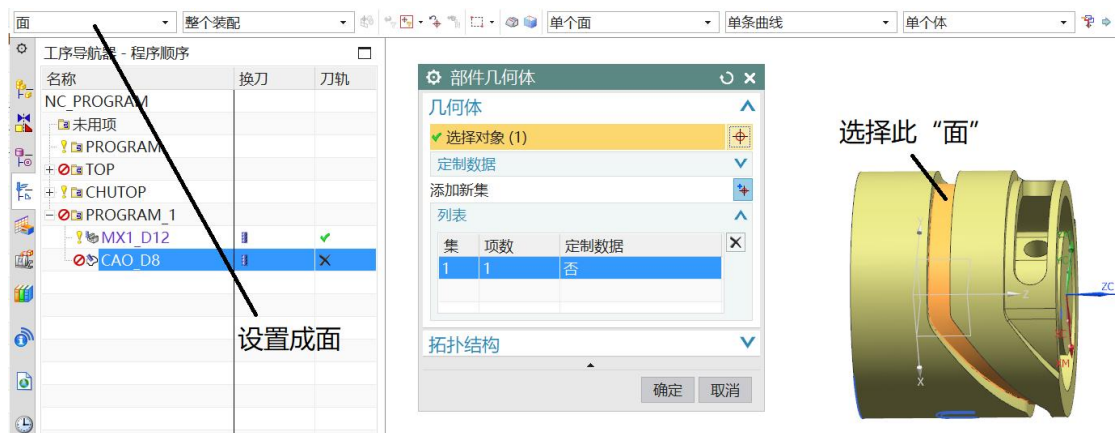 面 整个装配 单个面 单条曲线 单个体
工序导航器 - 程序顺序
名称 换刀 刀轨
NC_PROGRAM
未用项
PROGRAM
TOP
CHUTOP
PROGRAM_1
MX1_D12
CAO_D8
设置成面
部件几何体
几何体
选择对象 (1)
定制数据
添加新集
列表
集 项数 定制数据
1 1 否
拓扑结构
确定 取消
选择此“面”
ZC
Z
X